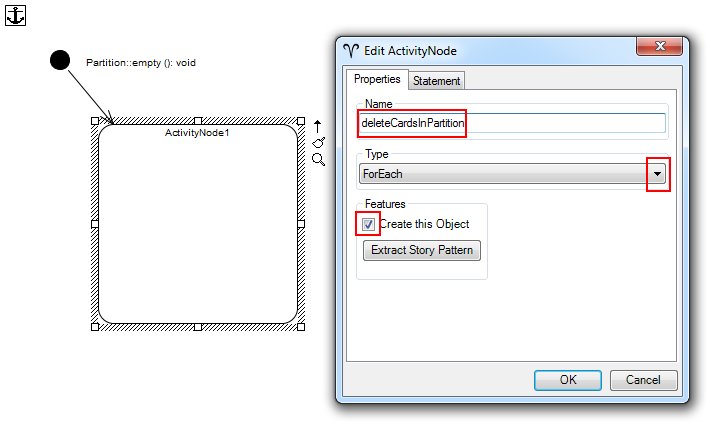 Partition::empty (): void
ActivityNode1
Edit ActivityNode
Properties
Statement
Name
deleteCardsInPartition
Type
ForEach
Features
Create this Object
Extract Story Pattern
OK
Cancel